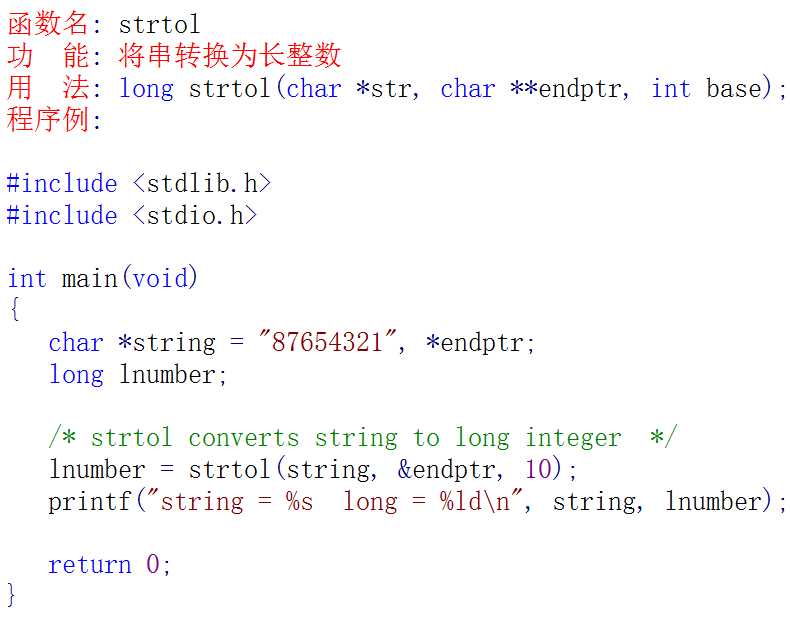 函数名: strtol
功  能: 将串转换为长整数
用  法: long strtol(char *str, char **endptr, int base);
程序例:

#include <stdlib.h>
#include <stdio.h>

int main(void)
{
   char *string = "87654321", *endptr;
   long lnumber;

   /* strtol converts string to long integer  */
   lnumber = strtol(string, &endptr, 10);
   printf("string = %s  long = %ld\n", string, lnumber);

   return 0;
}